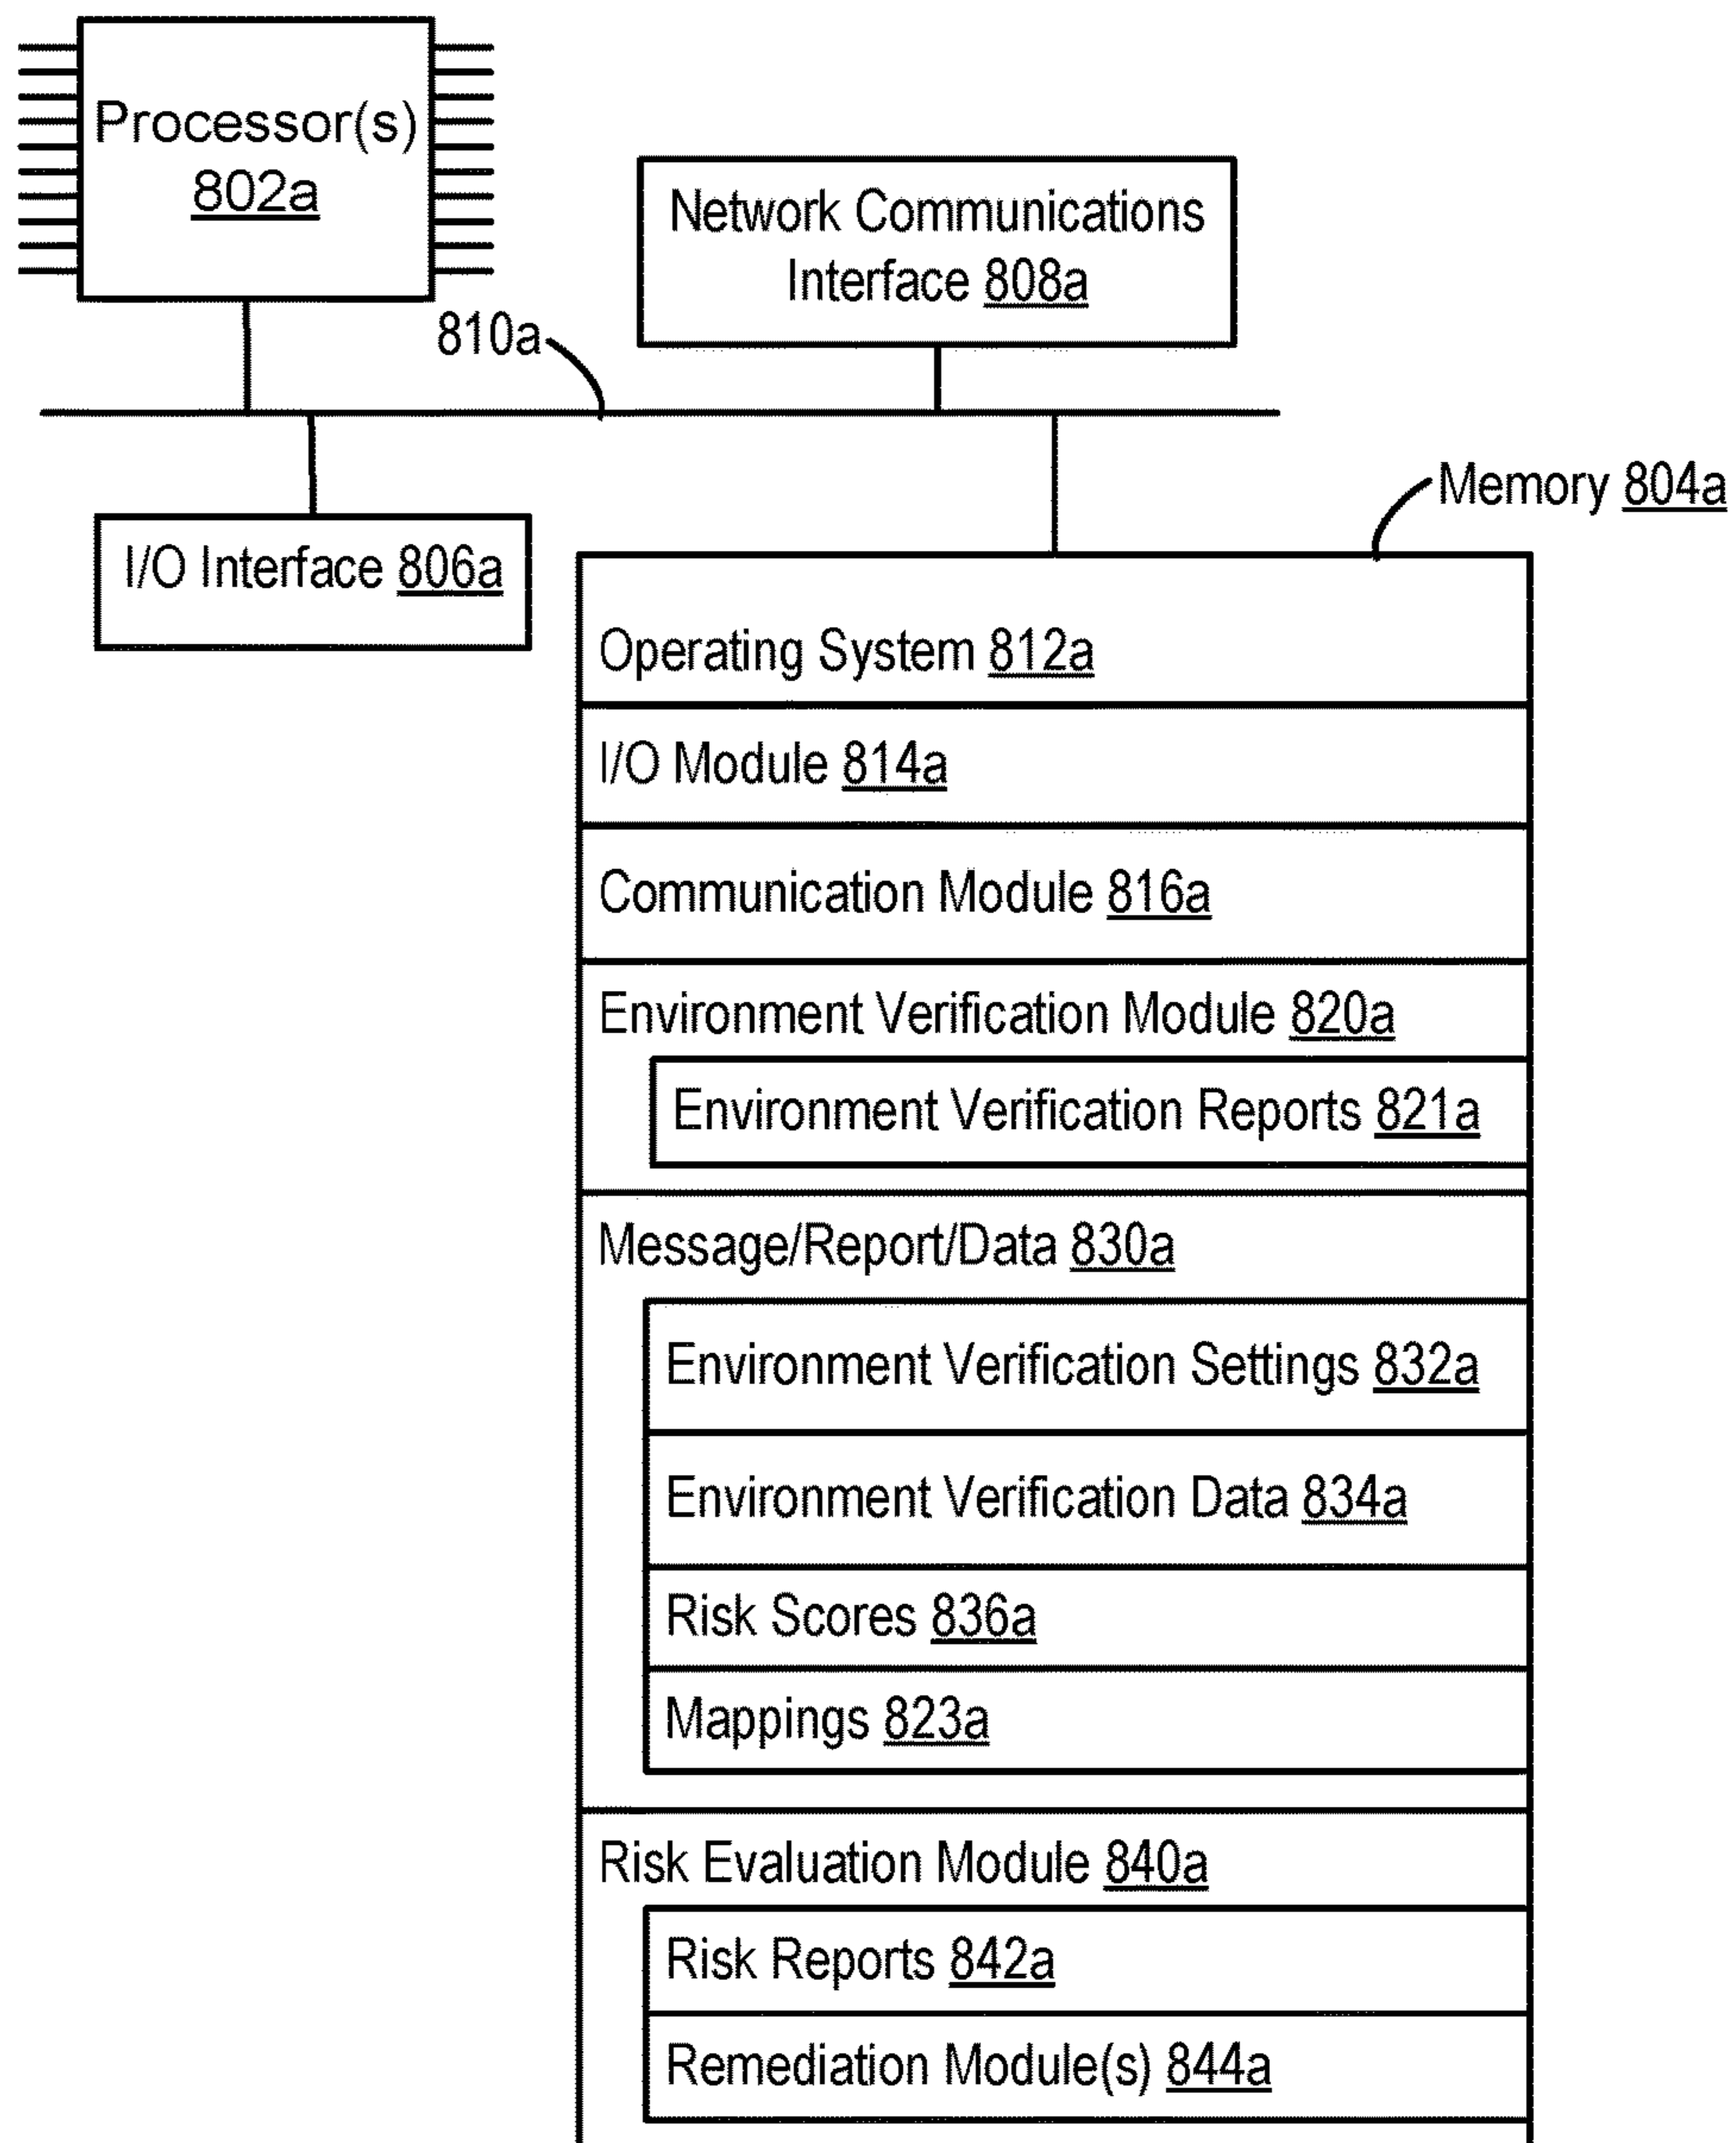 Processor(s)
802a
Network Communications
Interface 808a
810a
Memory 804a
I/O Interface 806a
Operating System 812a
I/O Module 814a
Communication Module 816a
Environment Verification Module 820a
Environment Verification Reports 821a
Message/Report/Data 830a
Environment Verification Settings 832a
Environment Verification Data 834a
Risk Scores 836a
Mappings 823a
Risk Evaluation Module 840a
Risk Reports 842a
Remediation Module(s) 844a